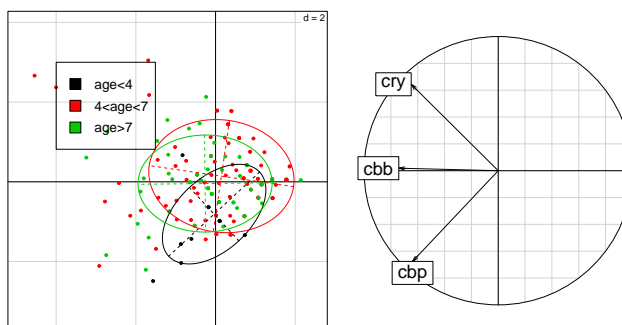 d = 2
age<4
4<age<7
age>7
cry
cbb
cbp